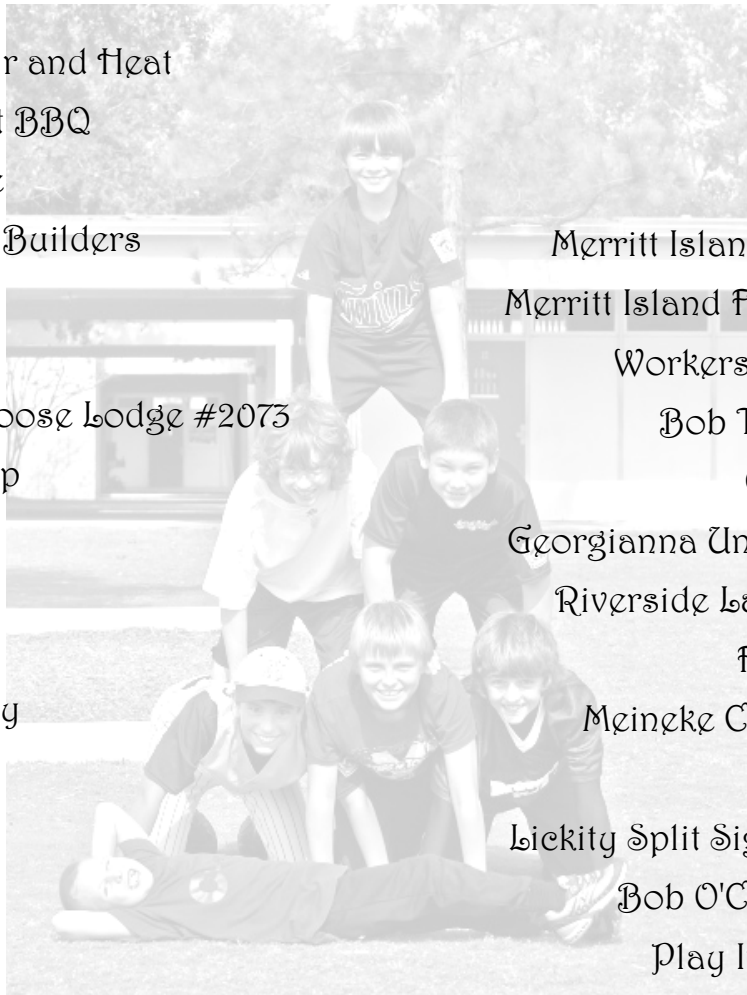 r and Heat
t BBQ
e
Builders
oose Lodge #2073
p
y
Merritt Islan
Merritt Island F
Workers
Bob
Georgianna Un
Riverside La
Meineke C
Lickity Split Sig
Bob O'C
Play